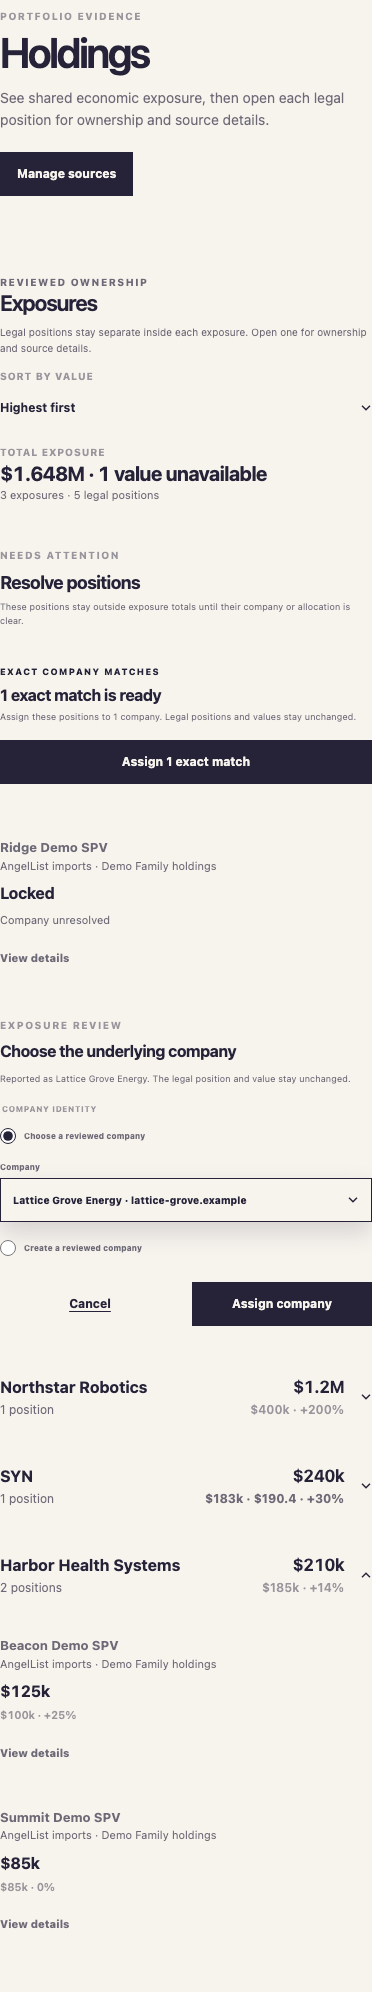 PORTFOLIO EVIDENCE
Holdings
See shared economic exposure, then open each legal
position for ownership and source details.
Manage sources
REVIEWED OWNERSHIP
Exposures
Legal positions stay separate inside each exposure. Open one for ownership
and source details.
SORT BY VALUE
Highest first
TOTAL EXPOSURE
$1.648M · 1 value unavailable
3 exposures · 5 legal positions
NEEDS ATTENTION
Resolve positions
These positions stay outside exposure totals until their company or allocation is
clear.
EXACT COMPANY MATCHES
1 exact match is ready
Assign these positions to 1 company. Legal positions and values stay unchanged.
Assign 1 exact match
Ridge Demo SPV
AngelList imports · Demo Family holdings
Locked
Company unresolved
View details
EXPOSURE REVIEW
Choose the underlying company
Reported as Lattice Grove Energy. The legal position and value stay unchanged.
COMPANY IDENTITY
Choose a reviewed company
Company
Lattice Grove Energy · lattice-grove.example
Create a reviewed company
Cancel
Assign company
Northstar Robotics $1.2M
1 position $400k · +200%
SYN $240k
1 position $183k · $190.4 · +30%
Harbor Health Systems $210k
2 positions $185k · +14%
Beacon Demo SPV
AngelList imports · Demo Family holdings
$125k
$100k · +25%
View details
Summit Demo SPV
AngelList imports · Demo Family holdings
$85k
$85k · 0%
View details